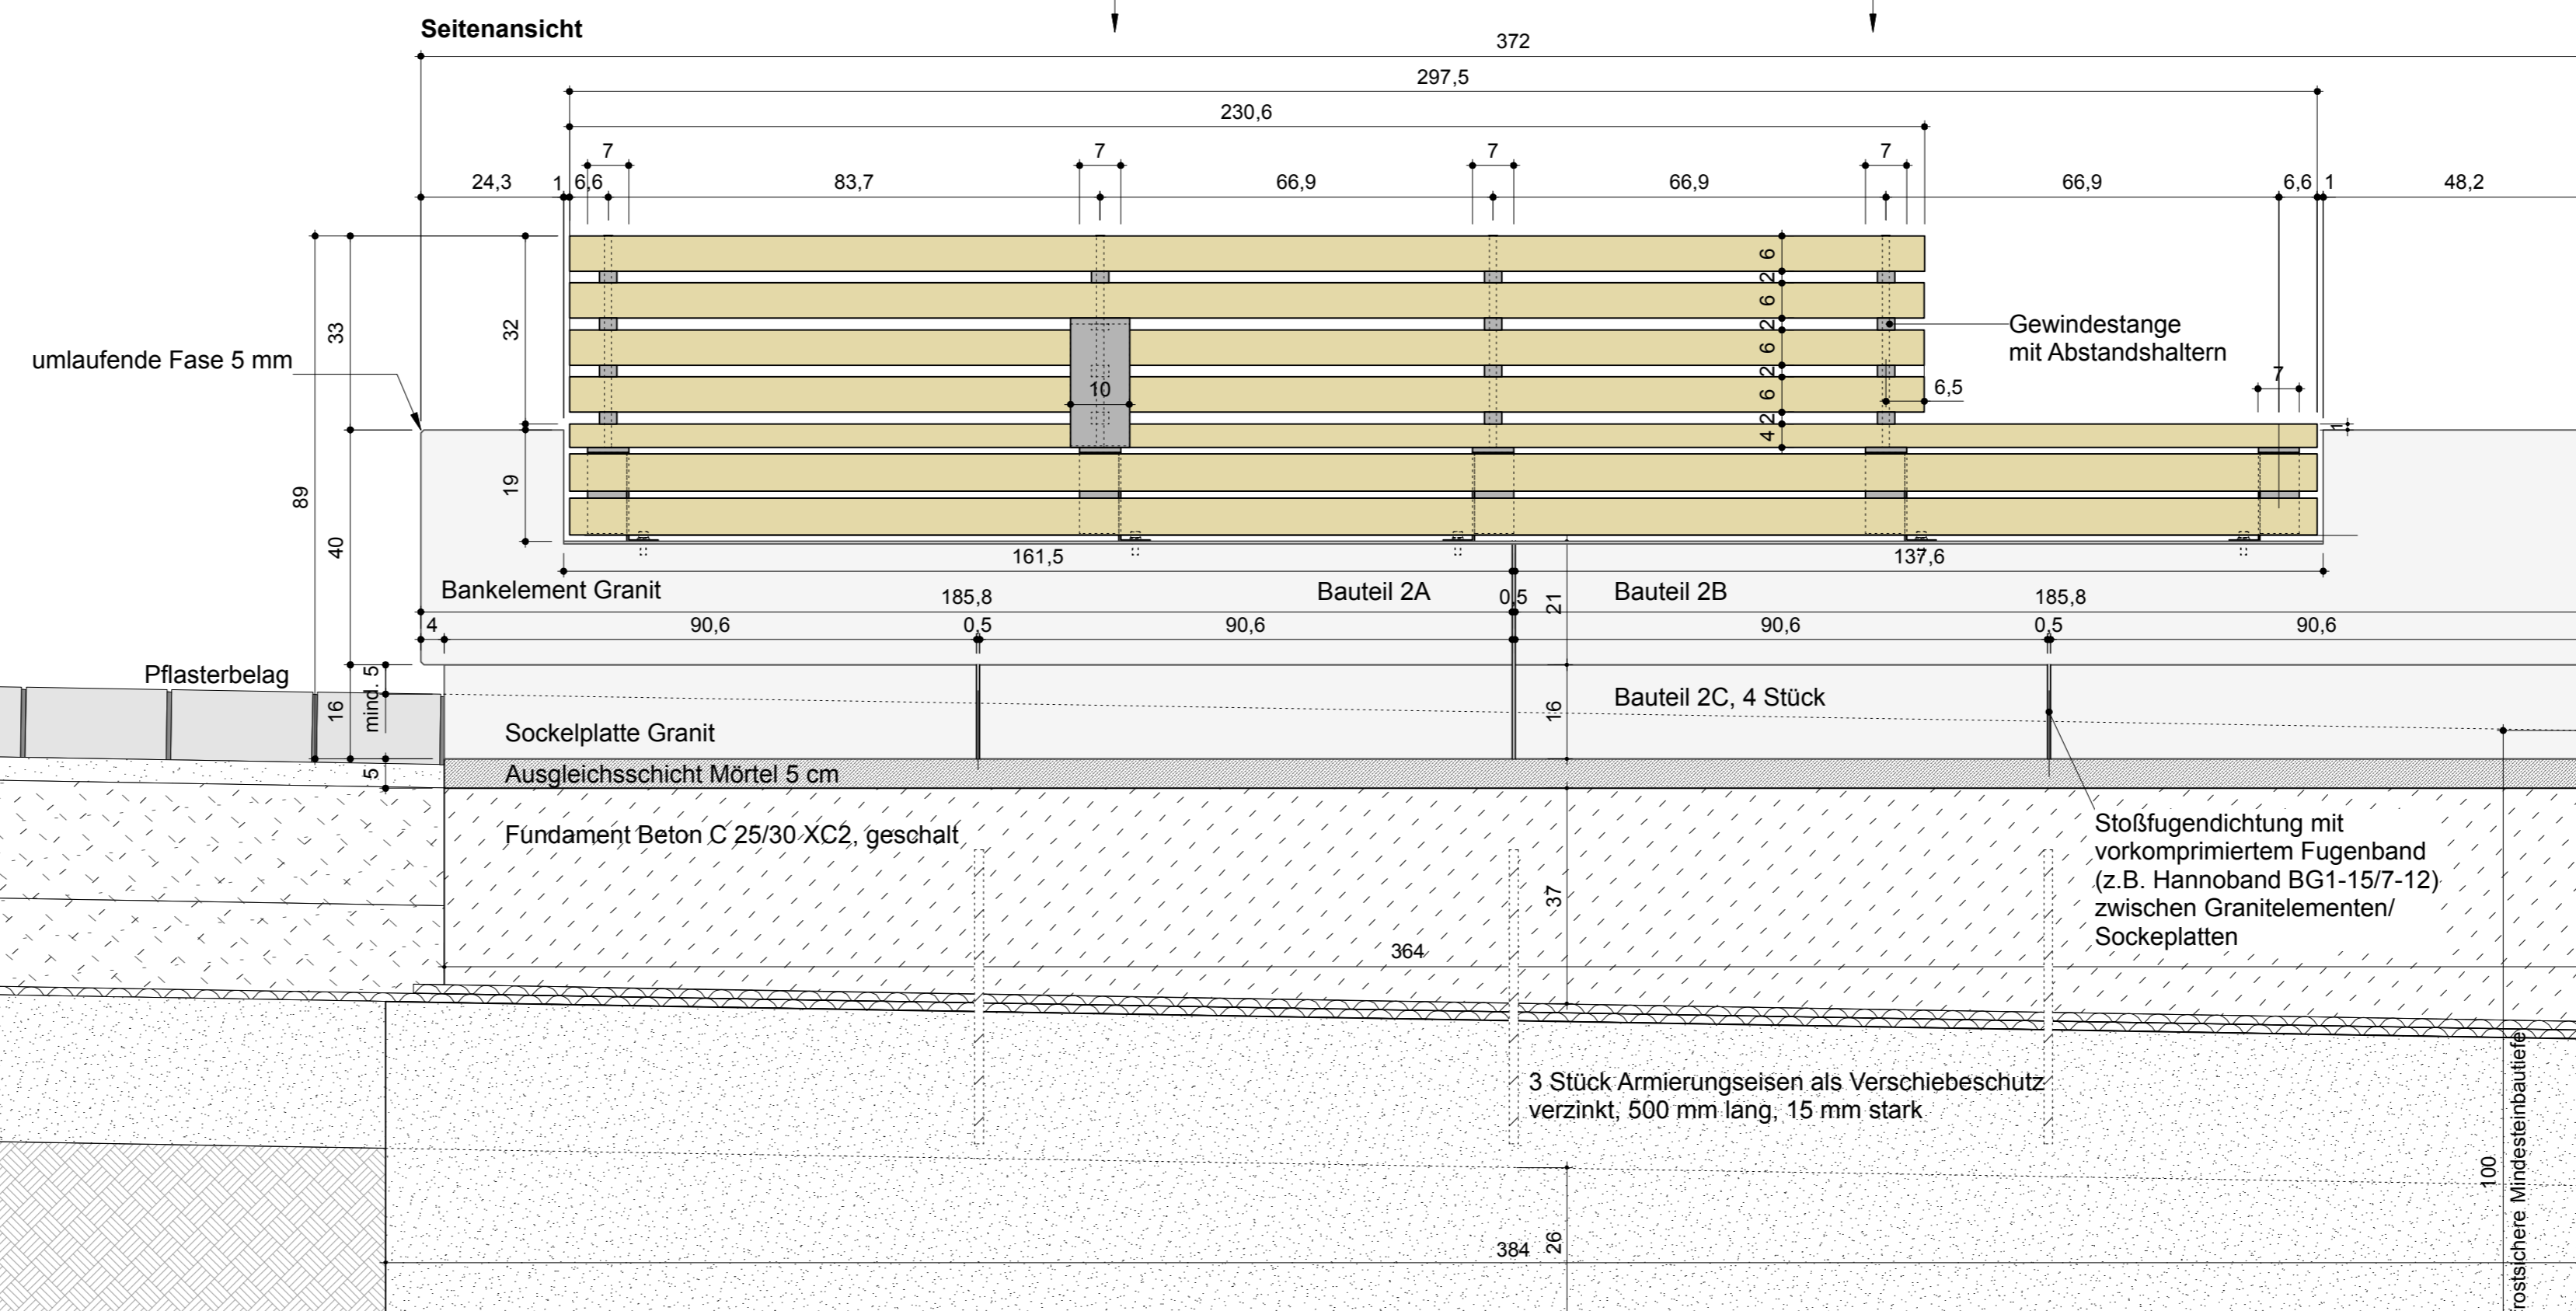 Seitenansicht
372
297,5
230,6
7 7 7 7
24,3 1 6,6 83,7 66,9 66,9 66,9 6,6 1 48,2
6
2
6
2
6
2
6
2
4
33
32
umlaufende Fase 5 mm
Gewindestange
mit Abstandshaltern
10
6,5
7
1
89
19
40
161,5 137,6
Bankelement Granit Bauteil 2A Bauteil 2B
185,8 0,5 21 185,8
4 90,6 0,5 90,6 90,6 0,5 90,6
Pflasterbelag
mind. 5
16
Bauteil 2C, 4 Stück
16
Sockelplatte Granit
5
Ausgleichsschicht Mörtel 5 cm
Fundament Beton C 25/30 XC2, geschalt
Stoßfugendichtung mit
vorkomprimiertem Fugenband
(z.B. Hannoband BG1-15/7-12)
zwischen Granitelementen/
Sockeplatten
37
364
3 Stück Armierungseisen als Verschiebeschutz
verzinkt, 500 mm lang, 15 mm stark
100
rostsichere Mindesteinbautiefe
384
26